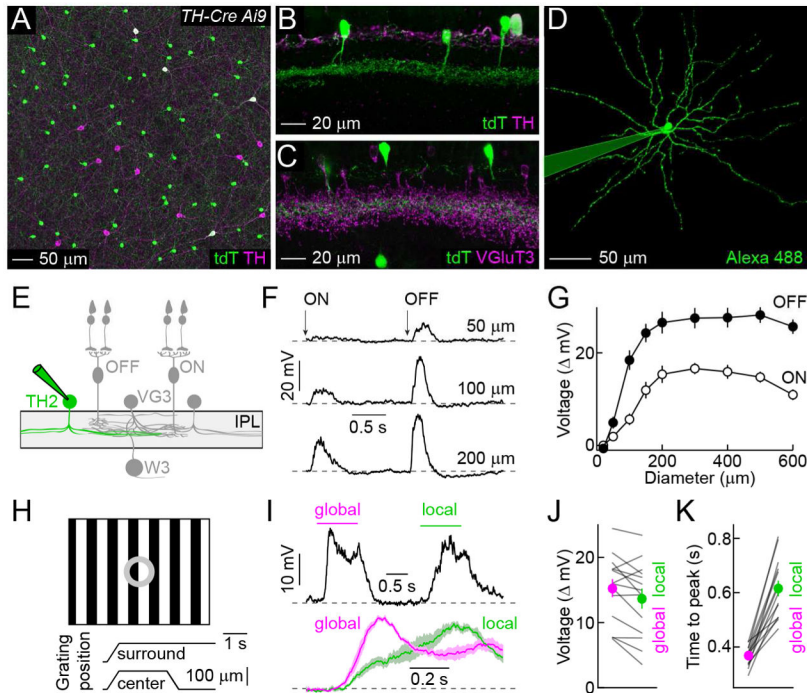 A
TH-Cre Ai9
50 μm
tdT TH
B
20 μm
tdT TH
C
20 μm
tdT VGluT3
D
50 μm
Alexa 488
E
OFF
ON
TH2
VG3
IPL
W3
F
ON
OFF
50 μm
20 mV
100 μm
0.5 s
200 μm
G
OFF
ON
Voltage (Δ mV)
20
0
0
200
400
600
Diameter (μm)
H
Grating
position
surround
center
1 s
100 μm
I
global
local
10 mV
0.5 s
global
local
0.2 s
J
Voltage (Δ mV)
20
10
0
local
global
K
Time to peak (s)
0.8
0.6
0.4
local
global